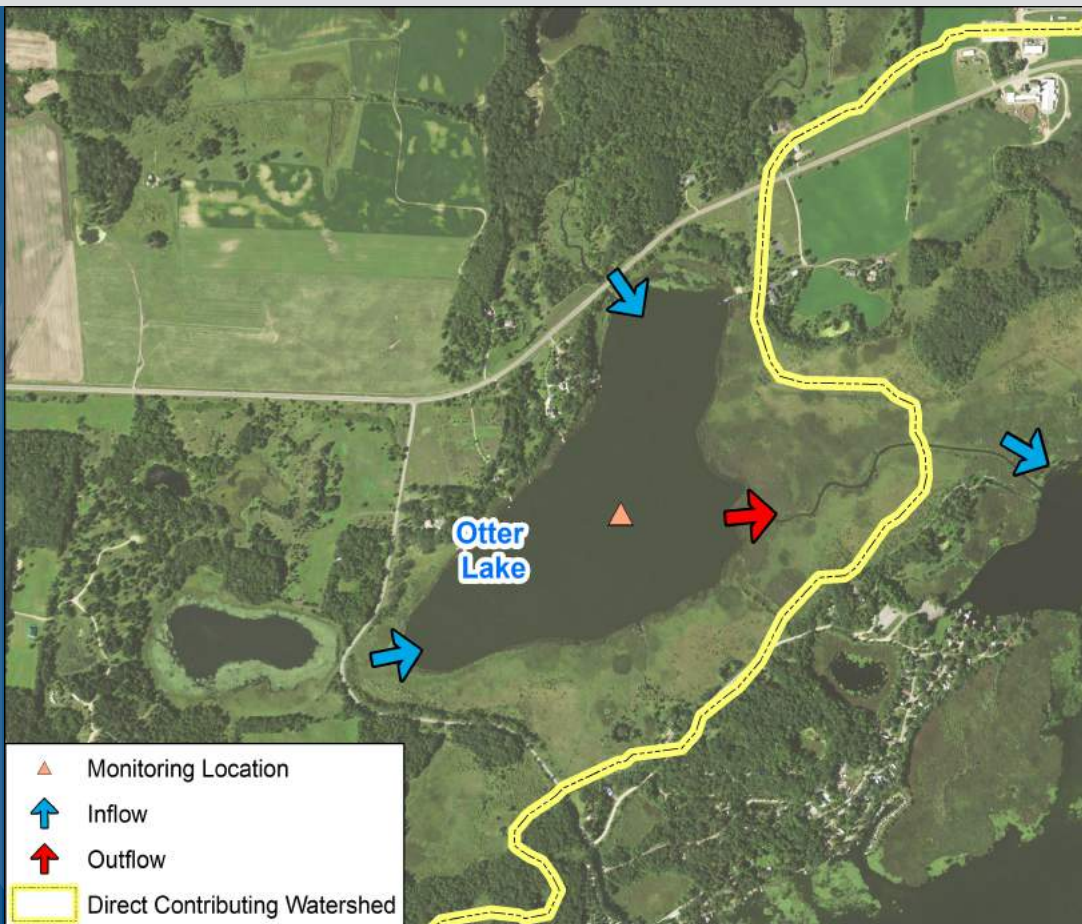 Otter
Lake
Monitoring Location
Inflow
Outflow
Direct Contributing Watershed